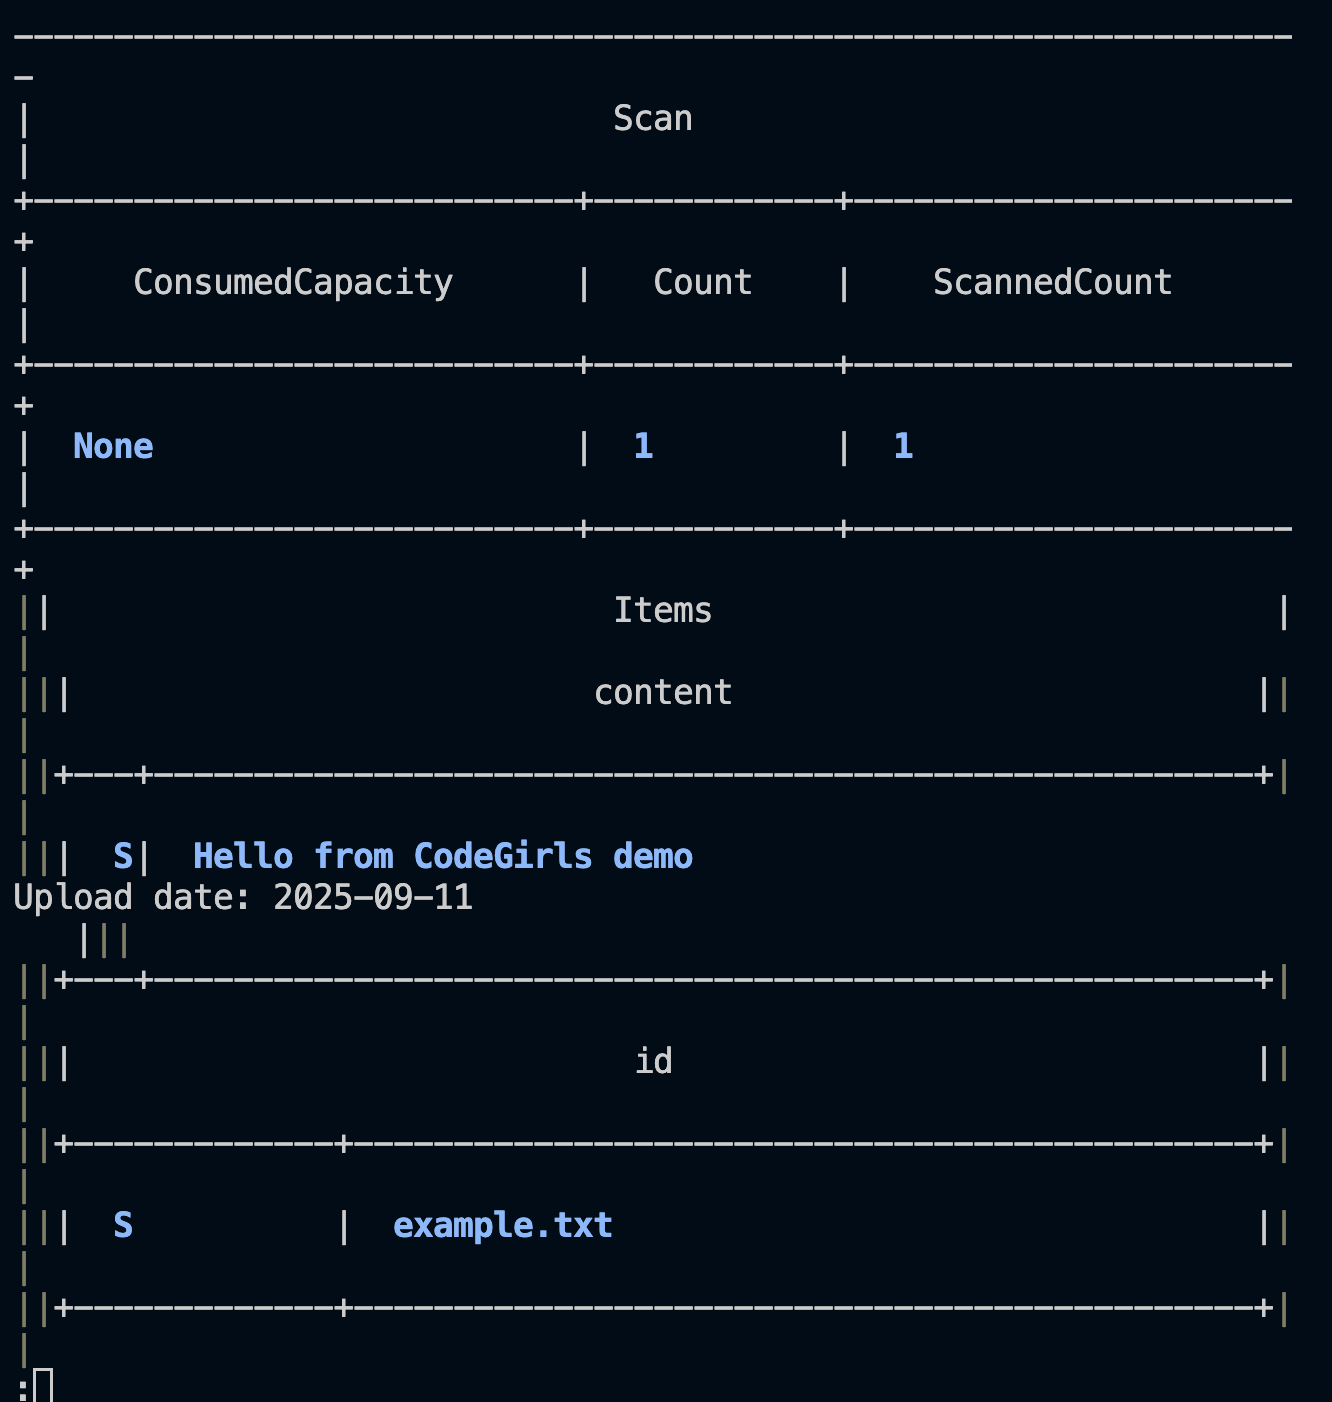 -----------------------------------------------------------------
| Scan |
+---------------------------+------------+----------------------+
| ConsumedCapacity | Count | ScannedCount |
+---------------------------+------------+----------------------+
| None | 1 | 1 |
+---------------------------+------------+----------------------+
|| Items ||
||| content |||
||+---+-------------------------------------------------------+||
||| S| Hello from CodeGirls demo
Upload date: 2025-09-11
|||
||+---+-------------------------------------------------------+||
||| id |||
||+-------------+---------------------------------------------+||
||| S | example.txt |||
||+-------------+---------------------------------------------+||
: